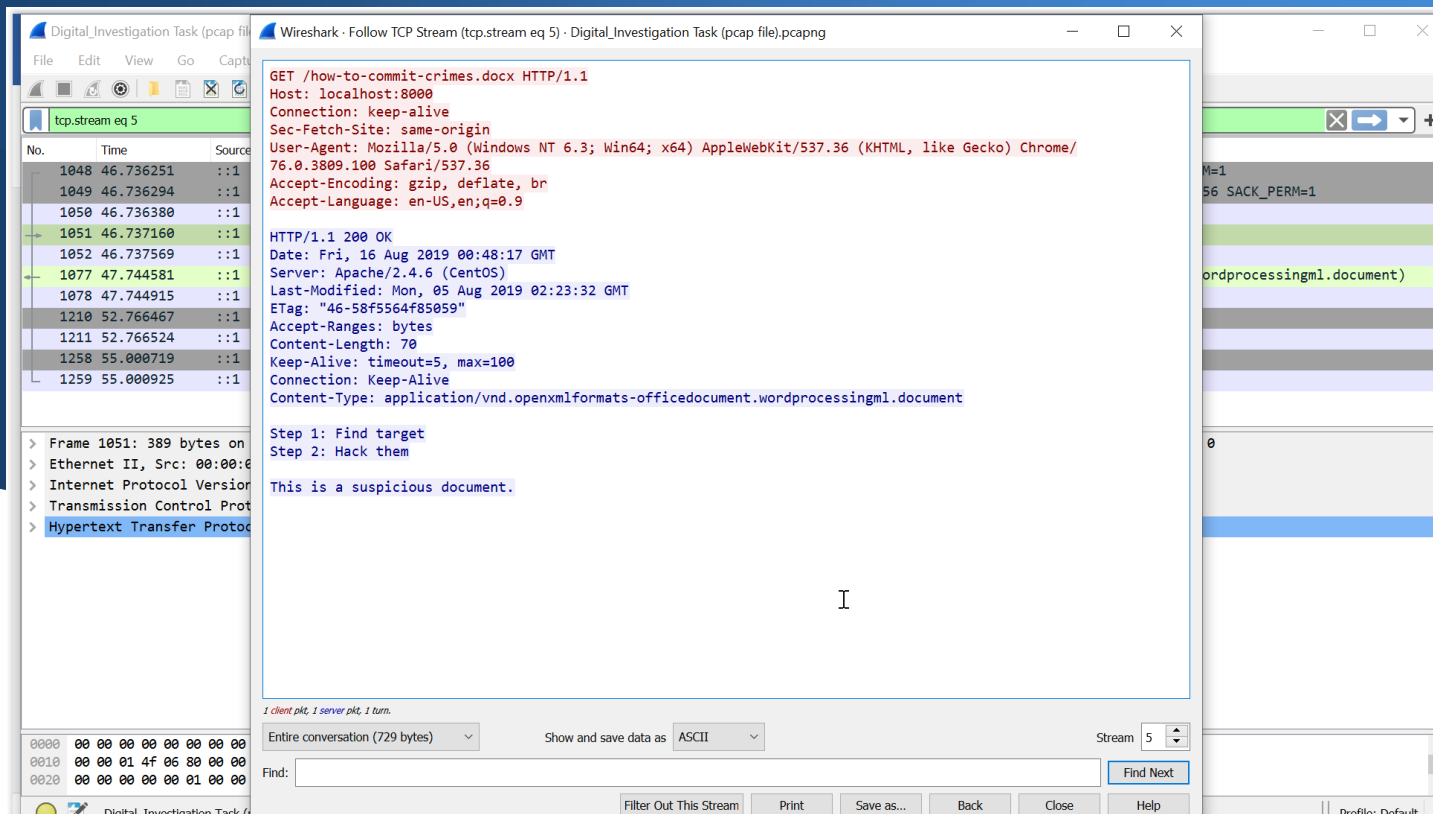 Digital_Investigation Task (pcap fil
Wireshark · Follow TCP Stream (tcp.stream eq 5) · Digital_Investigation Task (pcap file).pcapng
File Edit View Go Captu
tcp.stream eq 5
No. Time Source
1048 46.736251 ::1
1049 46.736294 ::1
1050 46.736380 ::1
1051 46.737160 ::1
1052 46.737569 ::1
1077 47.744581 ::1
1078 47.744915 ::1
1210 52.766467 ::1
1211 52.766524 ::1
1258 55.000719 ::1
1259 55.000925 ::1
M=1
56 SACK_PERM=1
ordprocessingml.document)
GET /how-to-commit-crimes.docx HTTP/1.1
Host: localhost:8000
Connection: keep-alive
Sec-Fetch-Site: same-origin
User-Agent: Mozilla/5.0 (Windows NT 6.3; Win64; x64) AppleWebKit/537.36 (KHTML, like Gecko) Chrome/
76.0.3809.100 Safari/537.36
Accept-Encoding: gzip, deflate, br
Accept-Language: en-US,en;q=0.9
HTTP/1.1 200 OK
Date: Fri, 16 Aug 2019 00:48:17 GMT
Server: Apache/2.4.6 (CentOS)
Last-Modified: Mon, 05 Aug 2019 02:23:32 GMT
ETag: "46-58f5564f85059"
Accept-Ranges: bytes
Content-Length: 70
Keep-Alive: timeout=5, max=100
Connection: Keep-Alive
Content-Type: application/vnd.openxmlformats-officedocument.wordprocessingml.document
Step 1: Find target
Step 2: Hack them
This is a suspicious document.
Frame 1051: 389 bytes on
0
Ethernet II, Src: 00:00:0
Internet Protocol Version
Transmission Control Prot
Hypertext Transfer Protoc
0000 00 00 00 00 00 00 00 00
0010 00 00 01 4f 06 80 00 00
0020 00 00 00 00 00 01 00 00
1 client pkt, 1 server pkt, 1 turn.
Entire conversation (729 bytes)
Show and save data as ASCII
Stream 5
Find:
Find Next
Filter Out This Stream
Print
Save as...
Back
Close
Help
Digital_Investigation Task (
Profile: Default